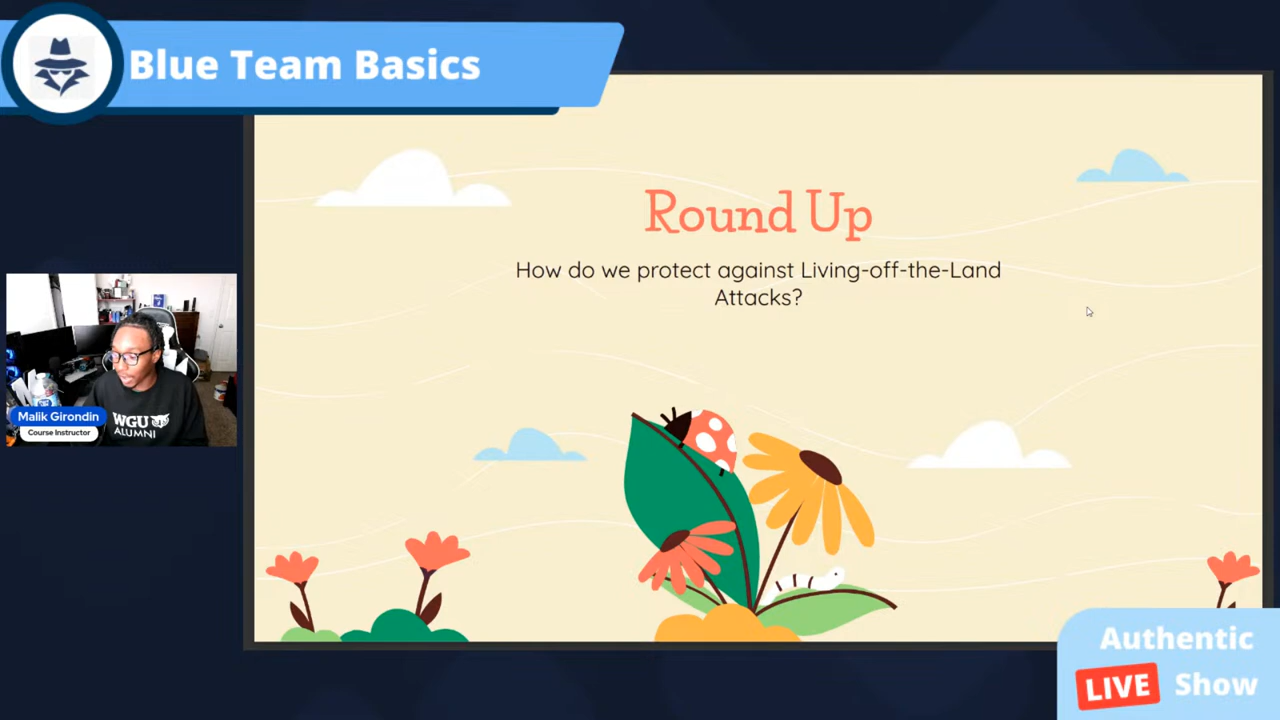 Blue Team Basics
Round Up
How do we protect against Living-off-the-Land
Attacks?
Malik Girondin
Course Instructor
WGU
ALUMNI
Authentic
LIVE Show